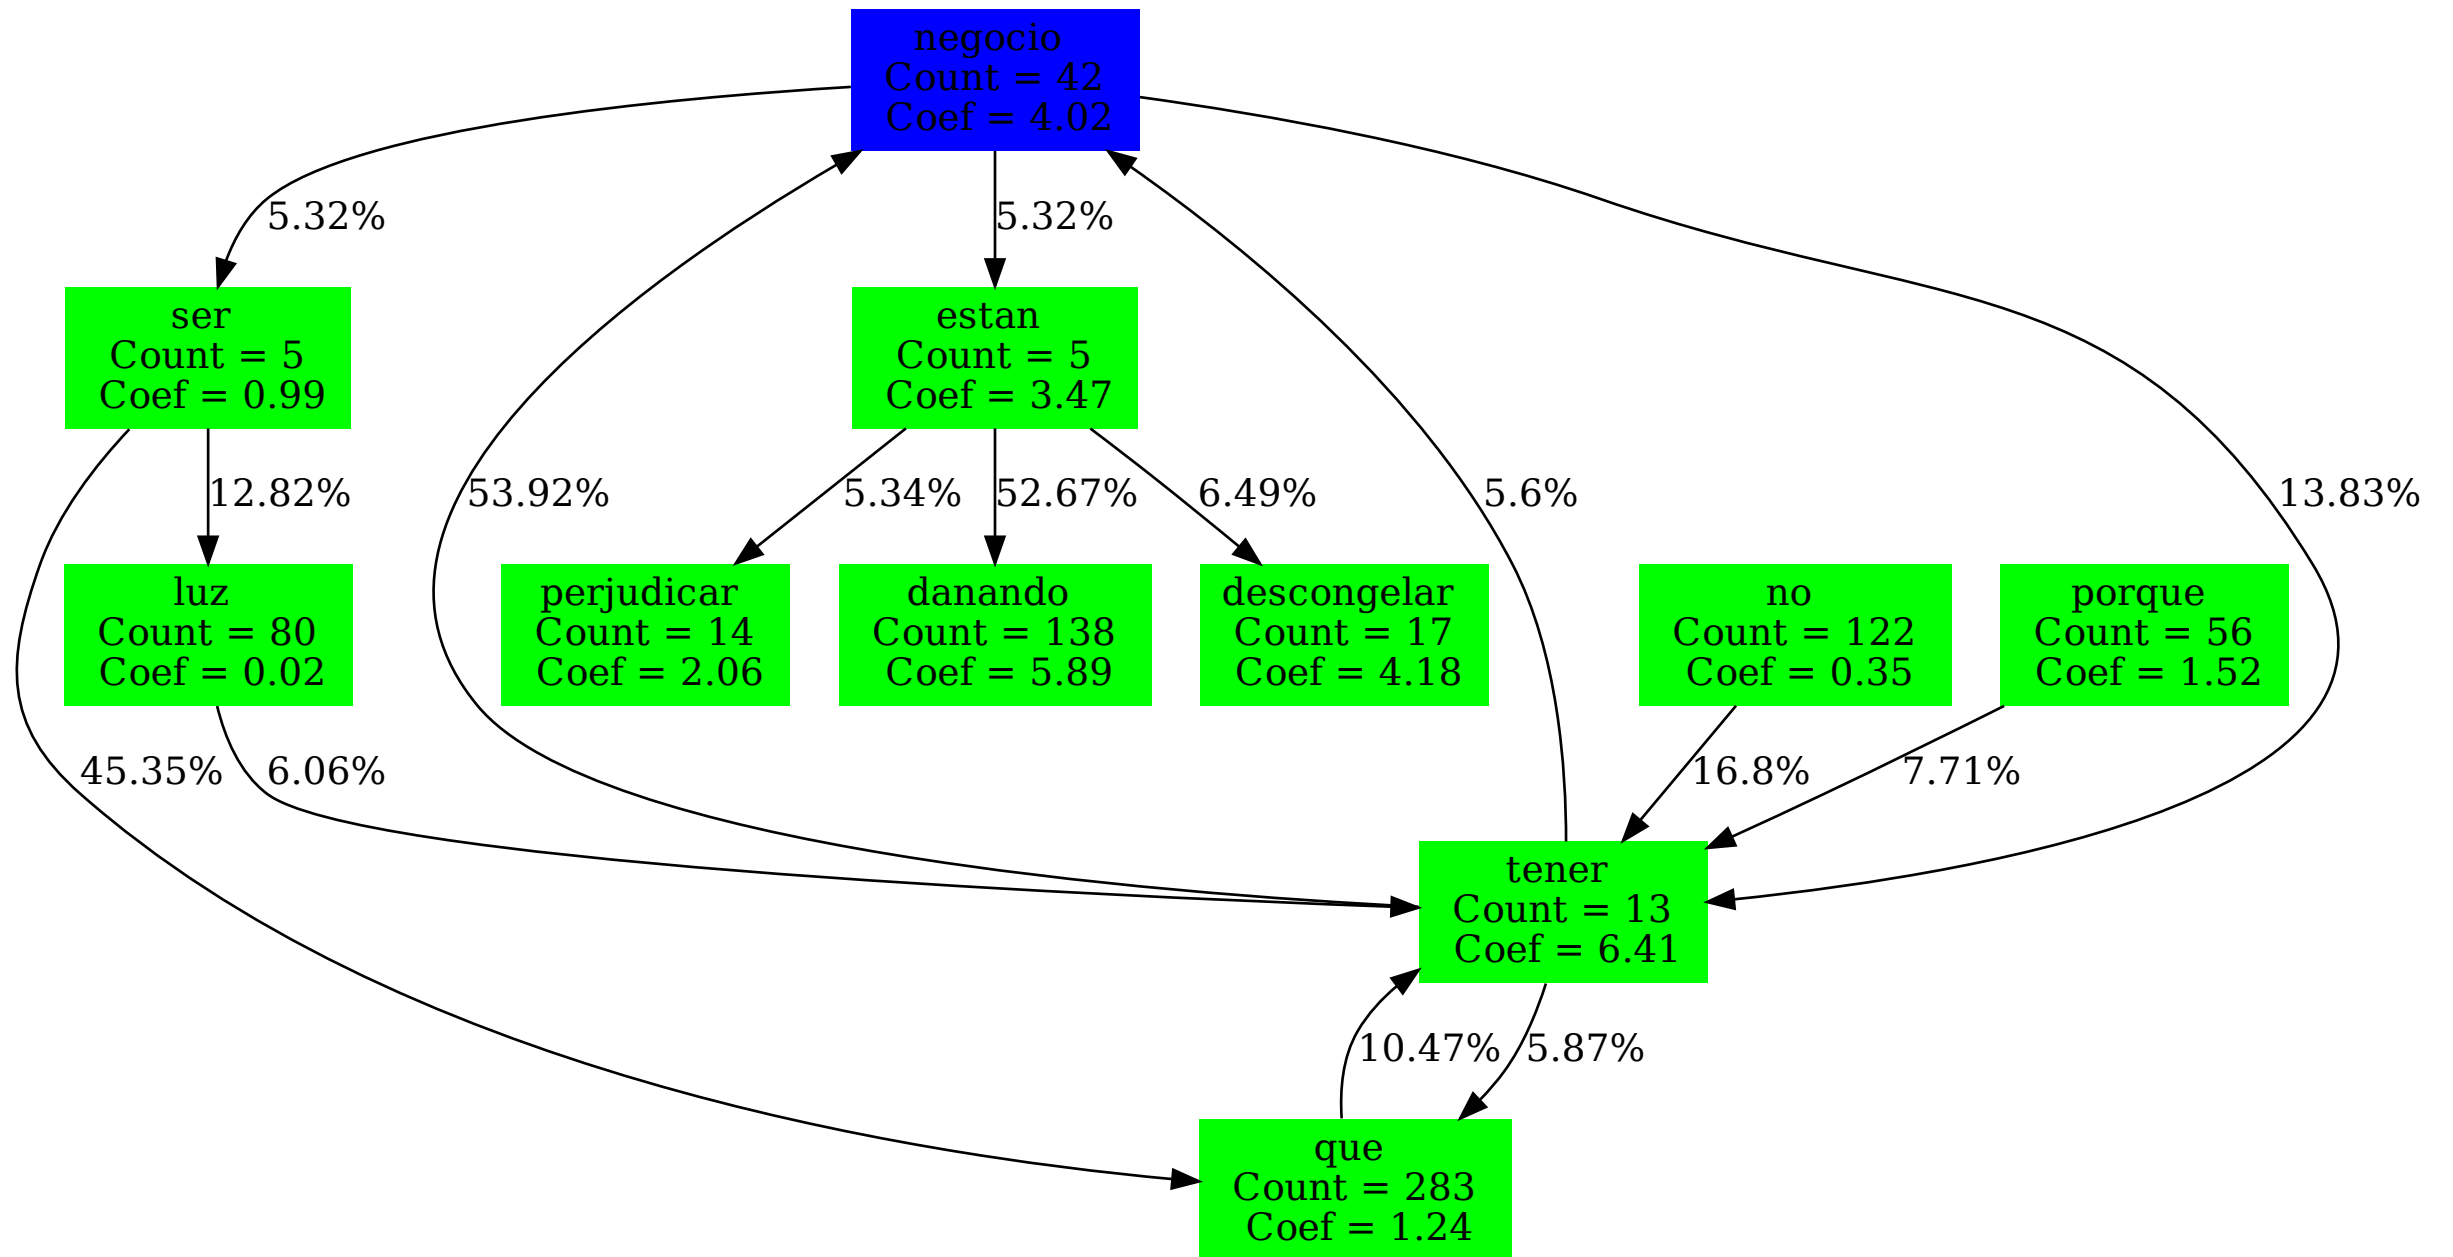 negocio
Count = 42
Coef = 4.02
5.32%
5.32%
ser
Count = 5
Coef = 0.99
estan
Count = 5
Coef = 3.47
12.82%
53.92%
5.34%
52.67%
6.49%
5.6%
13.83%
luz
Count = 80
Coef = 0.02
perjudicar
Count = 14
Coef = 2.06
danando
Count = 138
Coef = 5.89
descongelar
Count = 17
Coef = 4.18
no
Count = 122
Coef = 0.35
porque
Count = 56
Coef = 1.52
45.35%
6.06%
16.8%
7.71%
tener
Count = 13
Coef = 6.41
10.47%
5.87%
que
Count = 283
Coef = 1.24